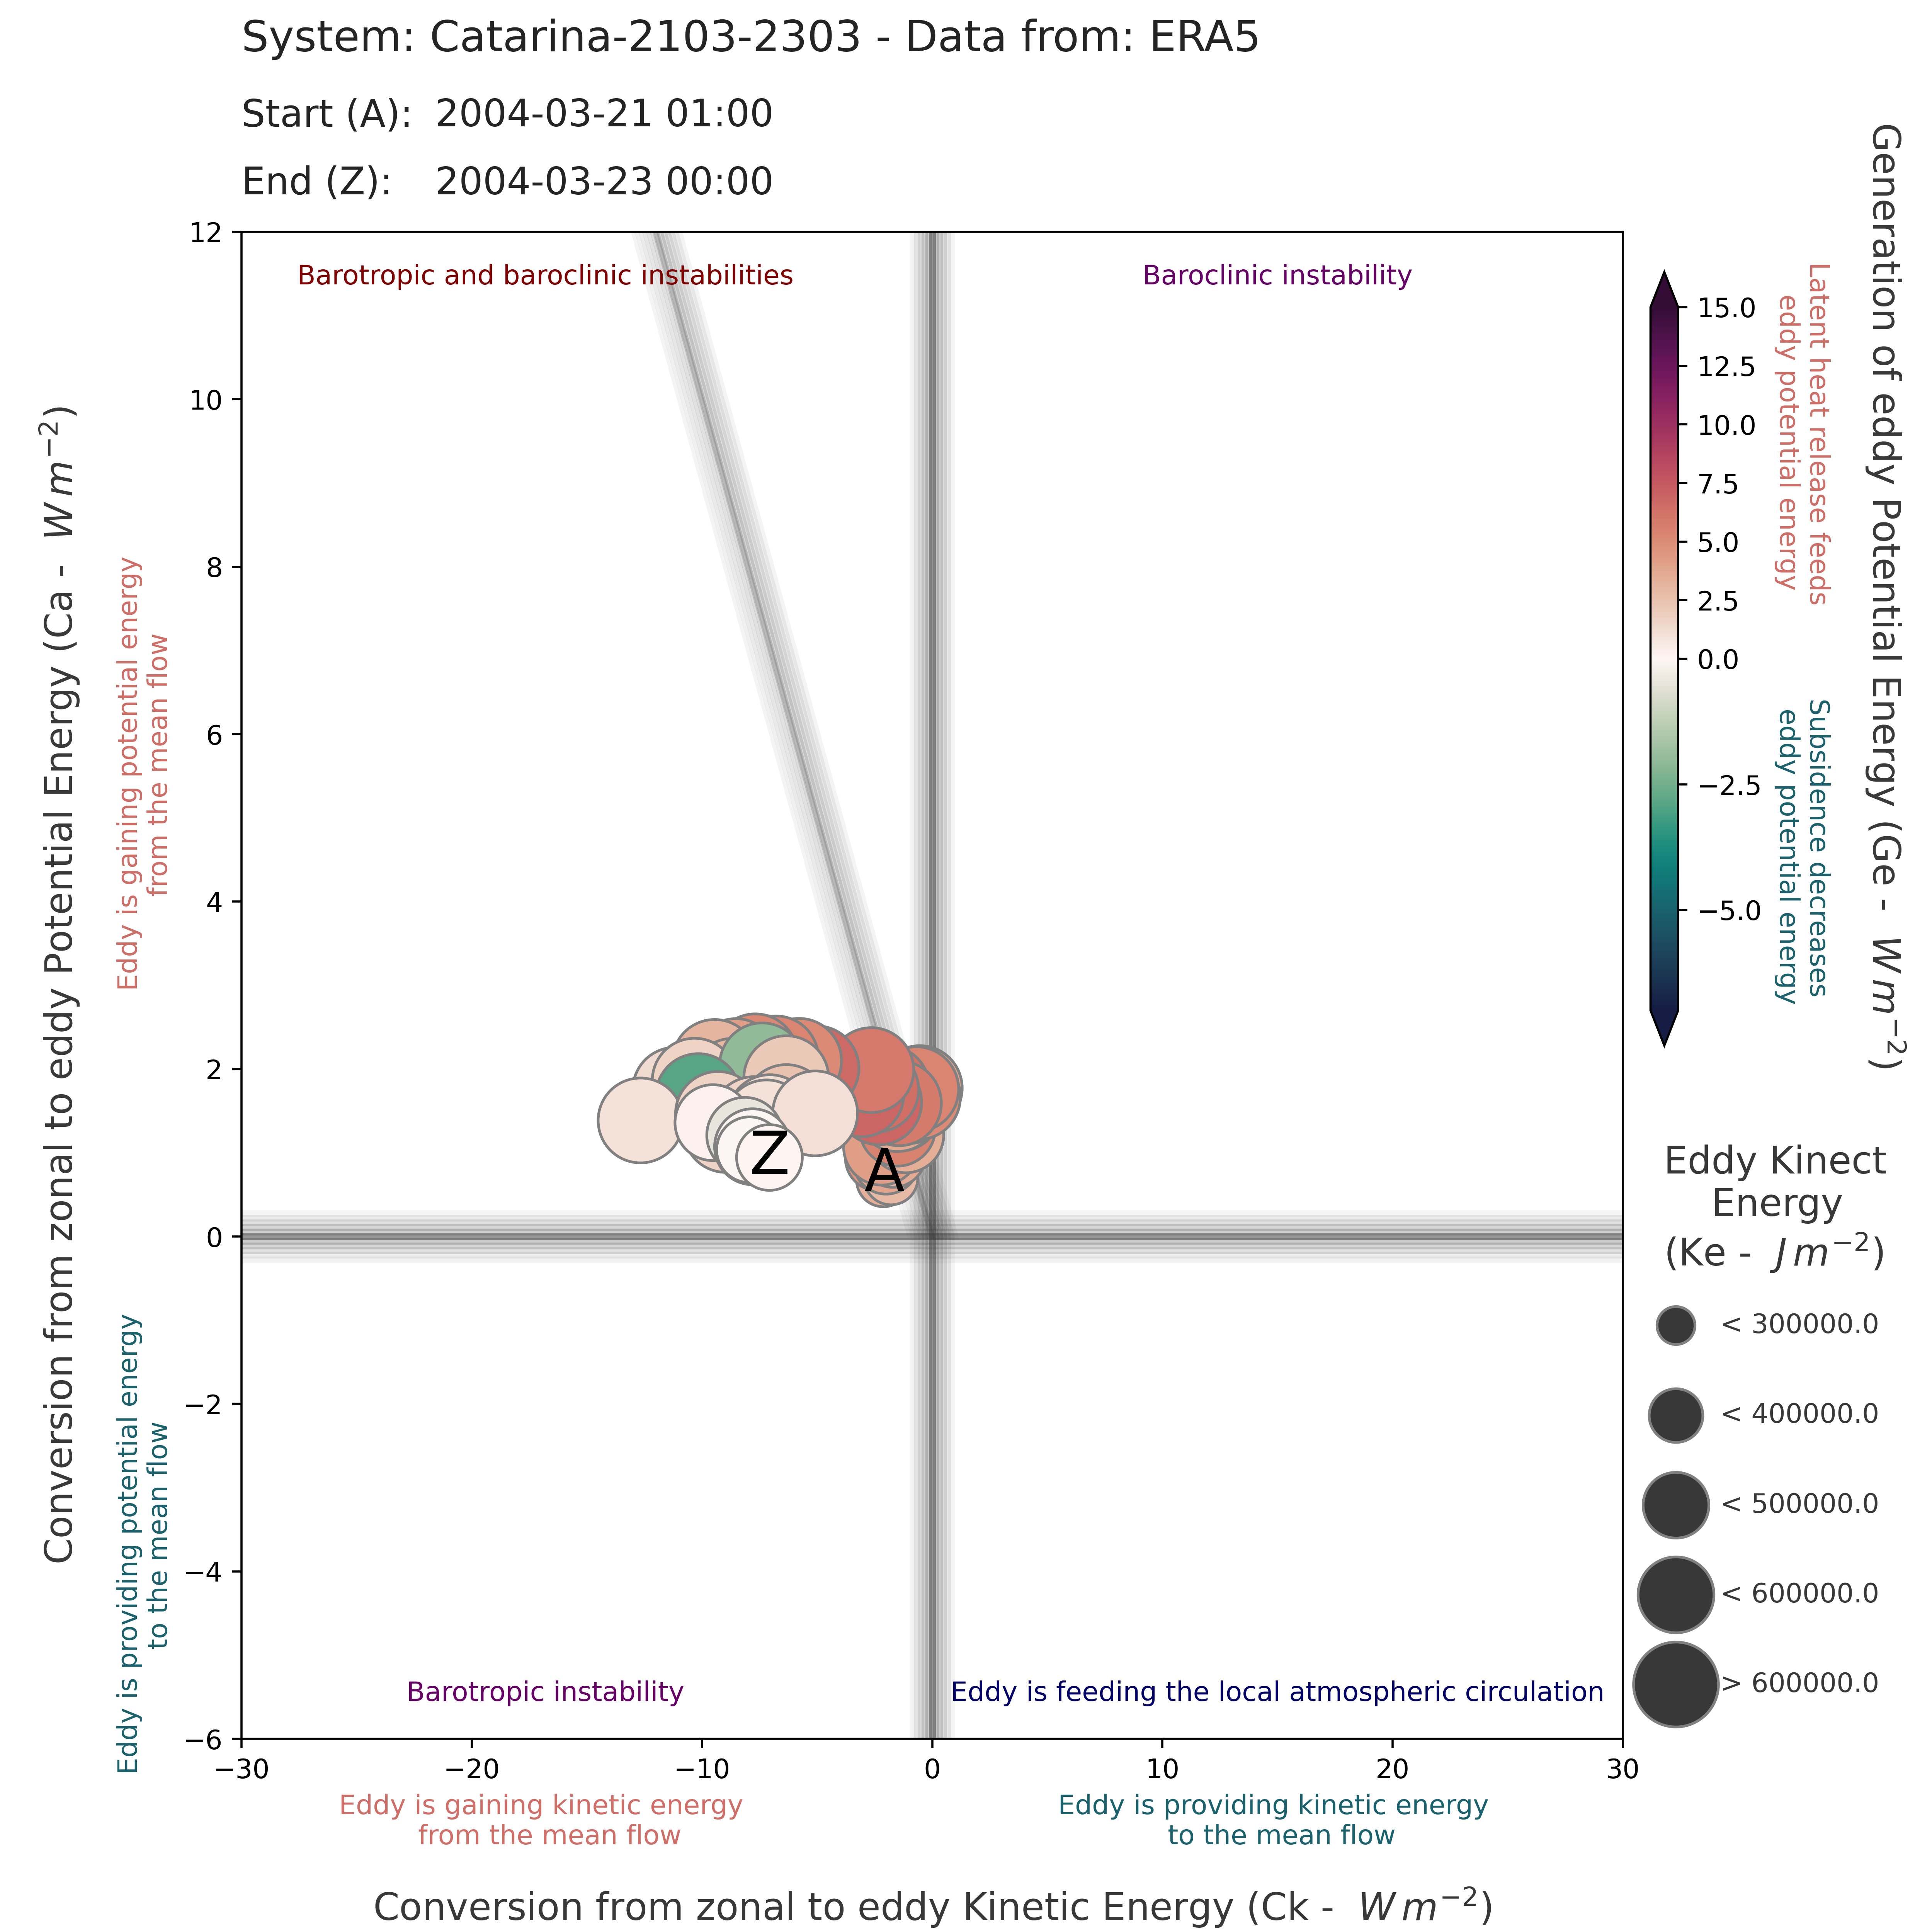 System: Catarina-2103-2303 - Data from: ERA5
Start (A): 2004-03-21 01:00
End (Z): 2004-03-23 00:00
Conversion from zonal to eddy Potential Energy (Ca - W m⁻²)
Eddy is gaining potential energy
from the mean flow
Eddy is providing potential energy
to the mean flow
12
10
8
6
4
2
0
−2
−4
−6
Barotropic and baroclinic instabilities
Baroclinic instability
Z
A
Barotropic instability
Eddy is feeding the local atmospheric circulation
−30
−20
−10
0
10
20
30
Eddy is gaining kinetic energy
from the mean flow
Eddy is providing kinetic energy
to the mean flow
Conversion from zonal to eddy Kinetic Energy (Ck - W m⁻²)
15.0
12.5
10.0
7.5
5.0
2.5
0.0
−2.5
−5.0
Latent heat release feeds
eddy potential energy
Subsidence decreases
eddy potential energy
Generation of eddy Potential Energy (Ge - W m⁻²)
Eddy Kinect
Energy
(Ke - J m⁻²)
< 300000.0
< 400000.0
< 500000.0
< 600000.0
> 600000.0